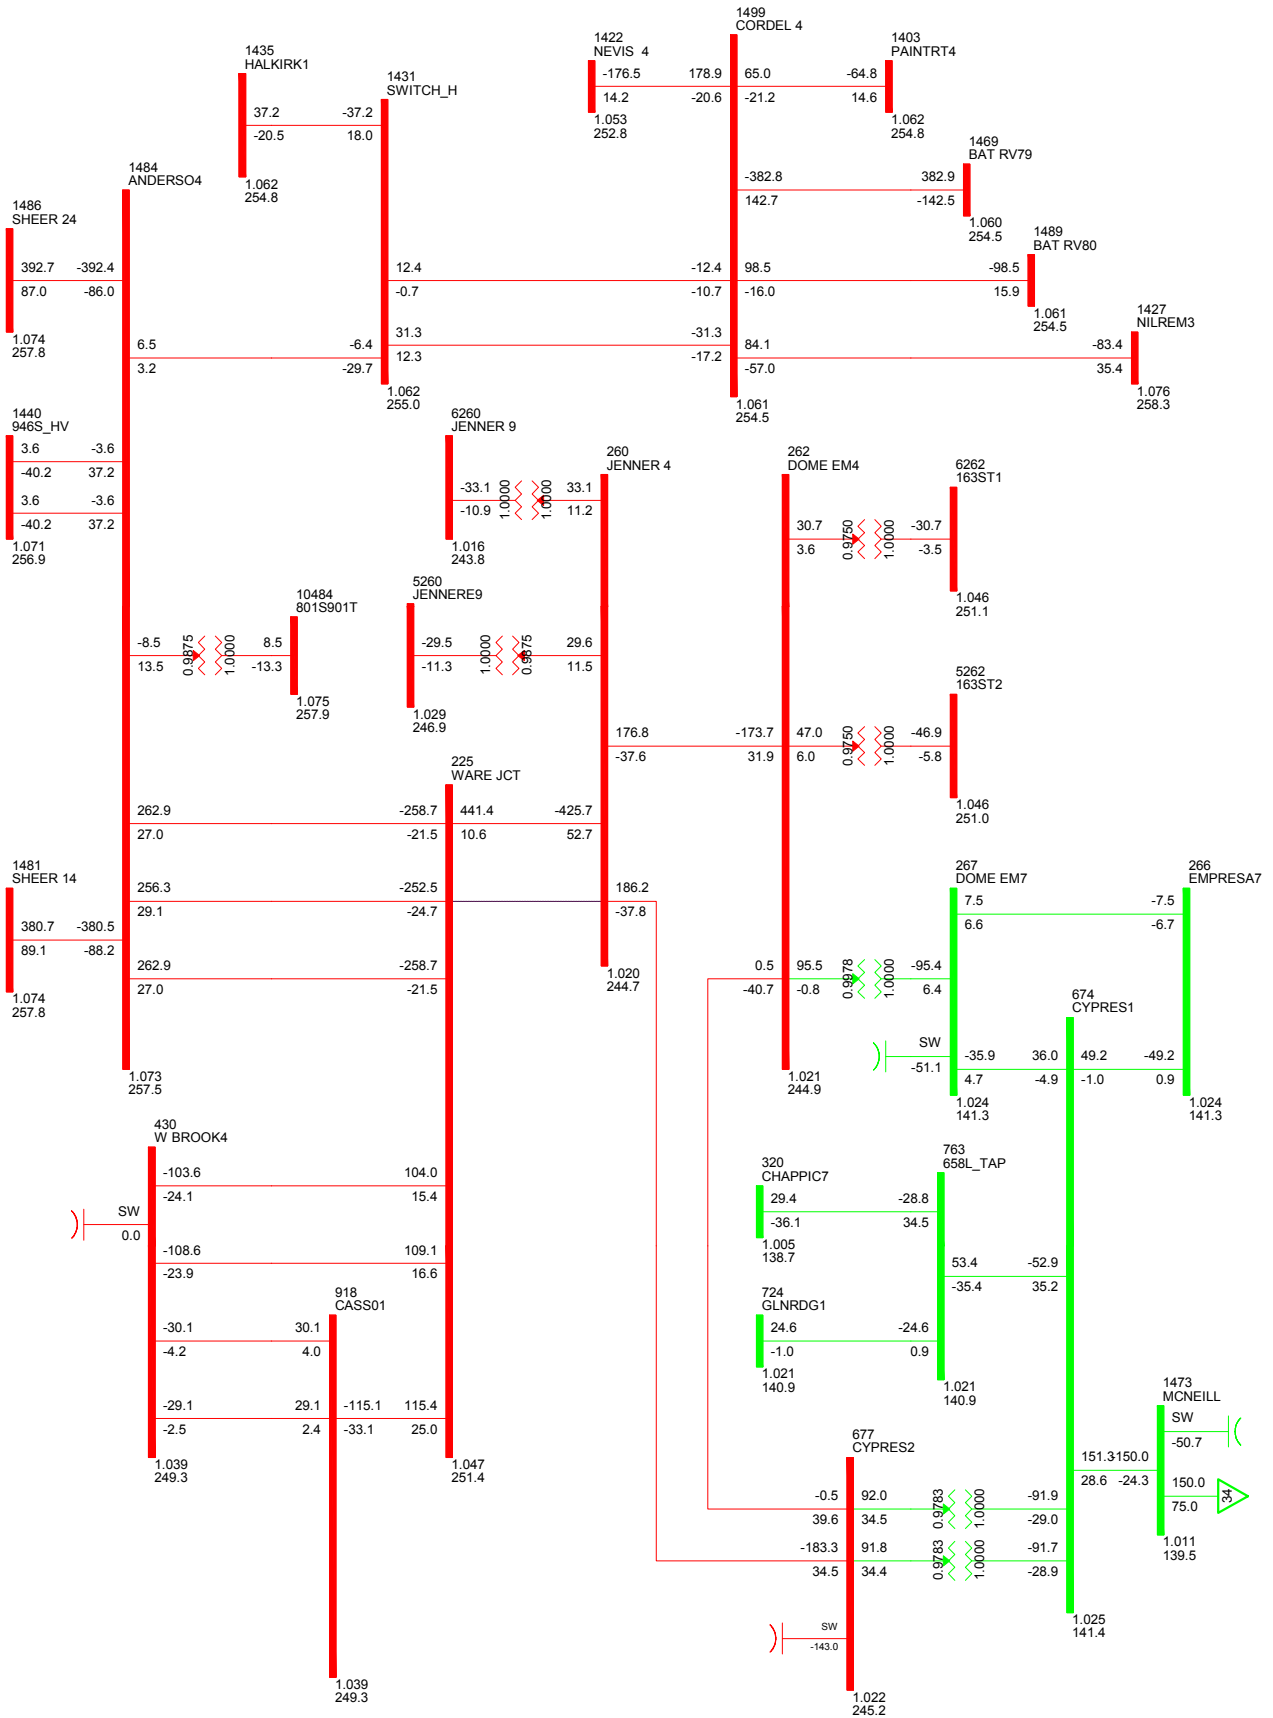 1499
CORDEL 4
1422
NEVIS  4
-176.5 178.9
14.2 -20.6
1.053
252.8
65.0 -64.8
-21.2 14.6
1403
PAINTRT4
1.062
254.8
1435
HALKIRK1
37.2 -37.2
-20.5 18.0
1.062
254.8
1431
SWITCH_H
1469
BAT RV79
-382.8 382.9
142.7 -142.5
1.060
254.5
1484
ANDERSO4
1486
SHEER 24
392.7 -392.4
87.0 -86.0
1.074
257.8
1489
BAT RV80
12.4 -12.4 98.5 -98.5
-0.7 -10.7 -16.0 15.9
1.061
254.5
1427
NILREM3
31.3 -31.3 84.1 -83.4
12.3 -17.2 -57.0 35.4
1.076
258.3
6.5 -6.4
3.2 -29.7
1.062
255.0
1.061
254.5
1440
946S_HV
3.6 -3.6
-40.2 37.2
3.6 -3.6
-40.2 37.2
1.071
256.9
6260
JENNER 9
-33.1 1.0000 1.0000 33.1
-10.9 11.2
1.016
243.8
260
JENNER 4
262
DOME EM4
6262
163ST1
30.7 0.9750 1.0000 -30.7
3.6 -3.5
1.046
251.1
10484
801S901T
-8.5 0.9875 1.0000 8.5
13.5 -13.3
1.075
257.9
5260
JENNERE9
-29.5 1.0000 0.9875 29.6
-11.3 11.5
1.029
246.9
5262
163ST2
176.8 -173.7 47.0 0.9750 1.0000 -46.9
-37.6 31.9 6.0 -5.8
1.046
251.0
225
WARE JCT
262.9 -258.7 441.4 -425.7
27.0 -21.5 10.6 52.7
1481
SHEER 14
380.7 -380.5
89.1 -88.2
1.074
257.8
256.3 -252.5 186.2
29.1 -24.7 -37.8
262.9 -258.7
27.0 -21.5
1.020
244.7
267
DOME EM7
266
EMPRESA7
7.5 -7.5
6.6 -6.7
0.5 95.5 0.9978 1.0000 -95.4
-40.7 -0.8 6.4
674
CYPRES1
SW
-51.1
-35.9 36.0 49.2 -49.2
4.7 -4.9 -1.0 0.9
1.073
257.5
1.021
244.9
1.024
141.3
1.024
141.3
430
W BROOK4
-103.6 104.0
-24.1 15.4
SW
0.0
-108.6 109.1
-23.9 16.6
918
CASS01
-30.1 30.1
-4.2 4.0
-29.1 29.1 -115.1 115.4
-2.5 2.4 -33.1 25.0
1.039
249.3
1.047
251.4
1.039
249.3
320
CHAPPIC7
29.4 -28.8
-36.1 34.5
1.005
138.7
763
658L_TAP
53.4 -52.9
-35.4 35.2
724
GLNRDG1
24.6 -24.6
-1.0 0.9
1.021
140.9
1.021
140.9
1473
MCNEILL
SW
-50.7
151.3 -150.0
28.6 -24.3
150.0
75.0
34
1.011
139.5
677
CYPRES2
-0.5 92.0 0.9783 1.0000 -91.9
39.6 34.5 -29.0
-183.3 91.8 0.9783 1.0000 -91.7
34.5 34.4 -28.9
SW
-143.0
1.025
141.4
1.022
245.2